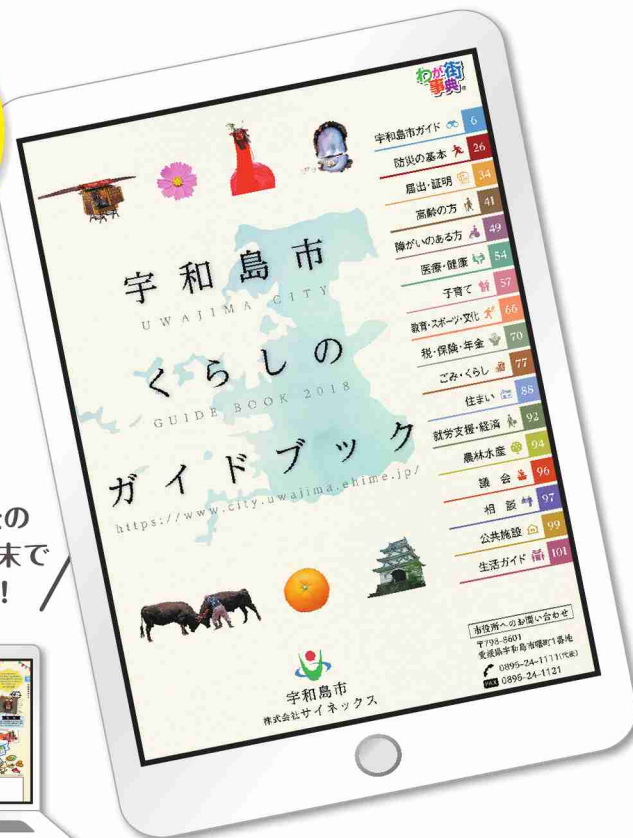 わが街
事典
宇和島市ガイド 6
防災の基本 26
届出・証明 34
高齢の方 41
障がいのある方 49
医療・健康 54
子育て 57
教育・スポーツ・文化 66
税・保険・年金 70
ごみ・くらし 77
住まい 88
就労支援・経済 92
農林水産 94
議会 96
相談 97
公共施設 99
生活ガイド 101
宇和島市
UWAJIMA CITY
くらしの
GUIDE BOOK 2018
ガイドブック
https://www.city.uwajima.ehime.jp/
の
末で
!
宇和島市
株式会社サイネックス
市役所へのお問い合わせ
〒798-8601
愛媛県宇和島市曙町1番地
0895-24-1111(代表)
FAX 0895-24-1121